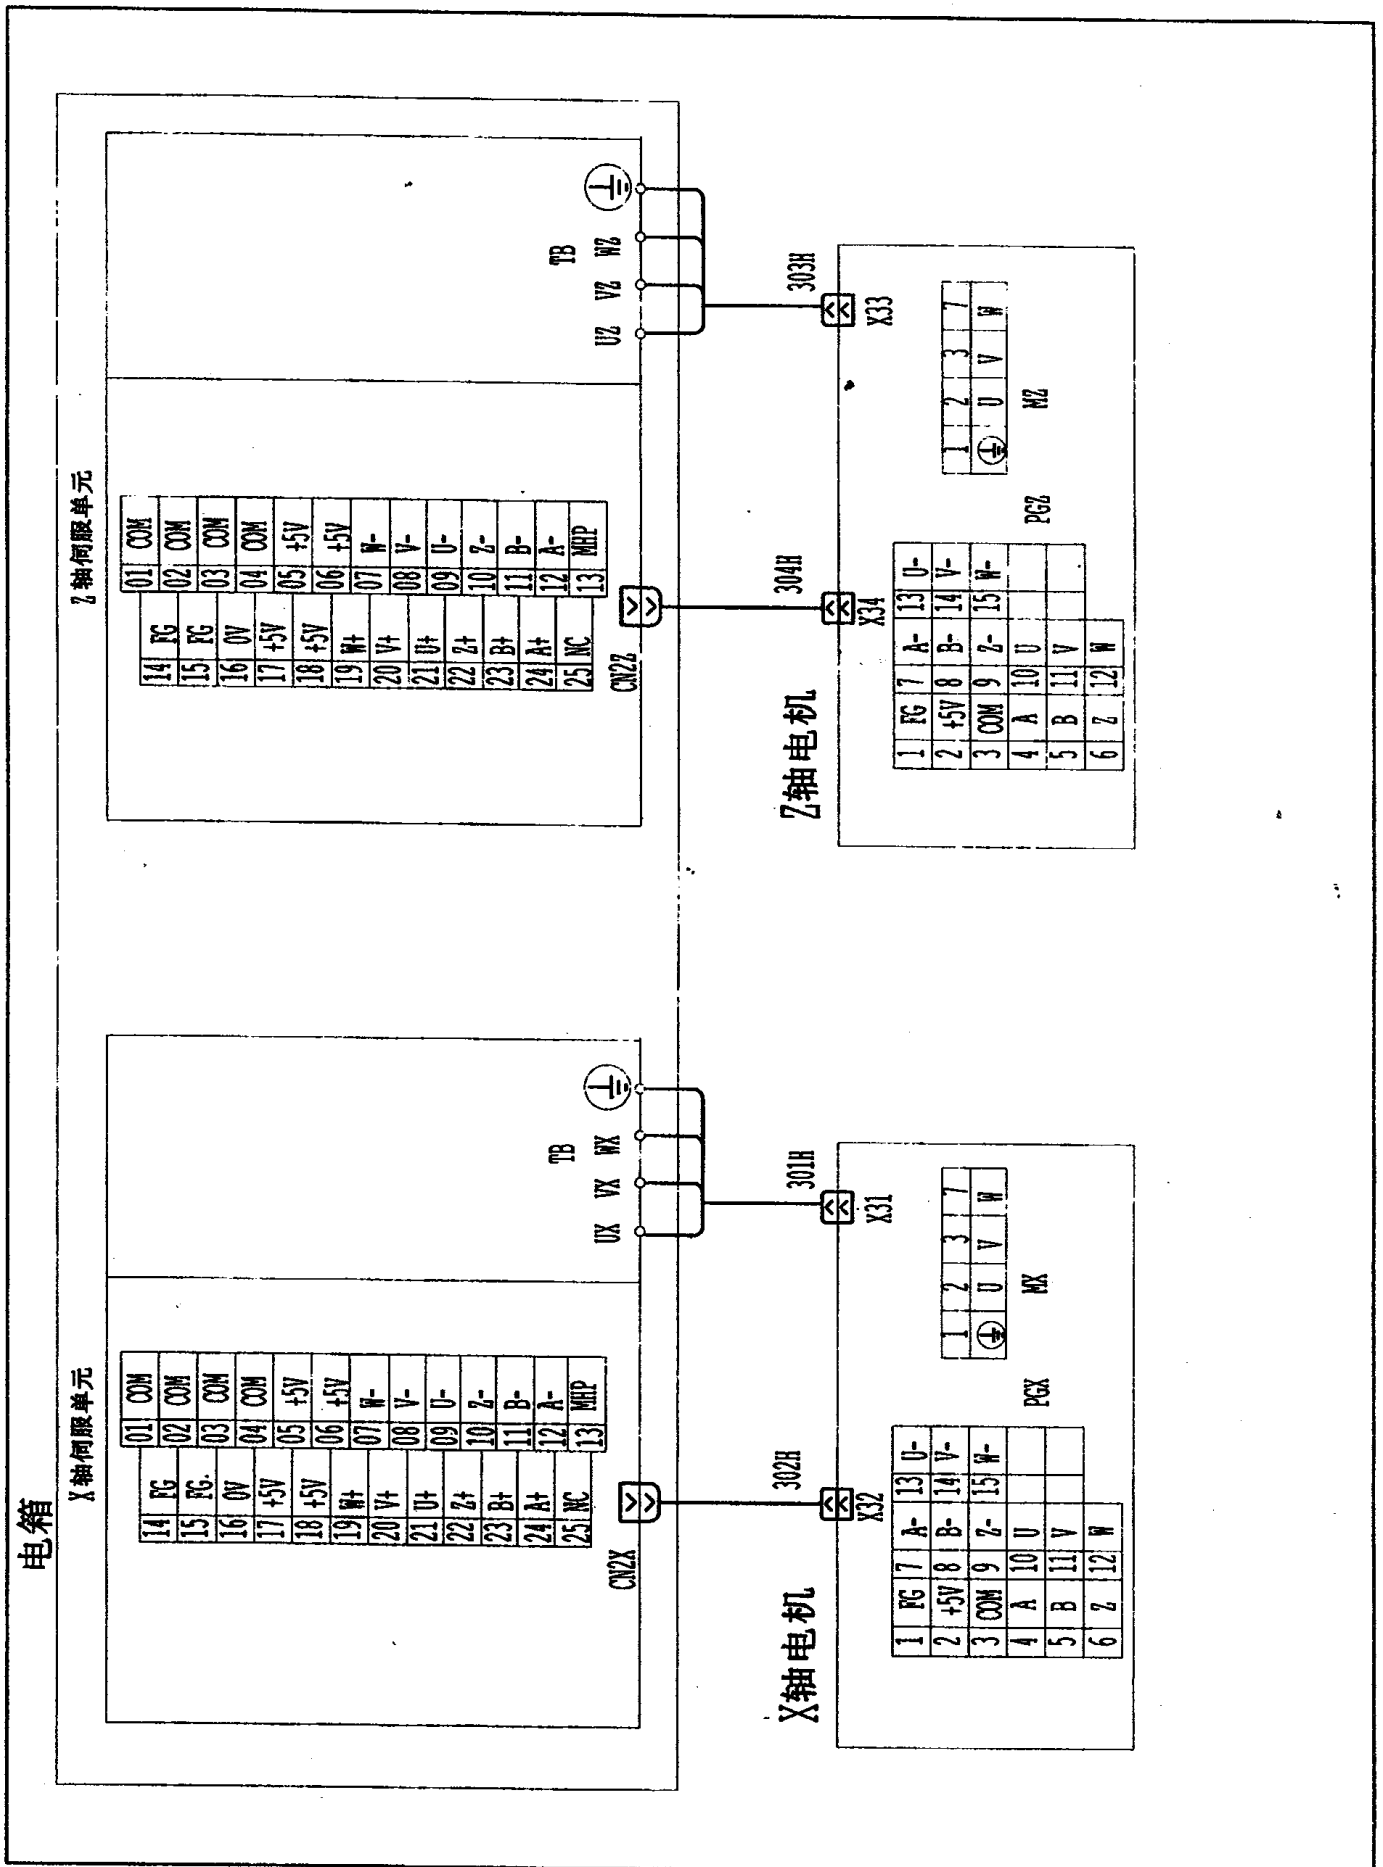 电箱
X轴伺服单元
01 COM
14 FG
02 COM
15 FG
03 COM
16 0V
04 COM
17 +5V
05 +5V
18 +5V
06 +5V
19 W+
07 W-
20 V+
08 V-
21 U+
09 U-
22 Z+
10 Z-
23 B+
11 B-
24 A+
12 A-
25 NC
13 MHP
CN2X
TB
UX VX WX
Z轴伺服单元
01 COM
14 FG
02 COM
15 FG
03 COM
16 0V
04 COM
17 +5V
05 +5V
18 +5V
06 +5V
19 W+
07 W-
20 V+
08 V-
21 U+
09 U-
22 Z+
10 Z-
23 B+
11 B-
24 A+
12 A-
25 NC
13 MHP
CN2Z
TB
UZ VZ WZ
302H
301H
304H
303H
X轴电机
X32
X31
1 FG 7 A- 13 U-
2 +5V 8 B- 14 V-
3 COM 9 Z- 15 W-
4 A 10 U
5 B 11 V
6 Z 12 W
PGX
1 2 3 7
U V W
MX
Z轴电机
X34
X33
1 FG 7 A- 13 U-
2 +5V 8 B- 14 V-
3 COM 9 Z- 15 W-
4 A 10 U
5 B 11 V
6 Z 12 W
PGZ
1 2 3 7
U V W
MZ